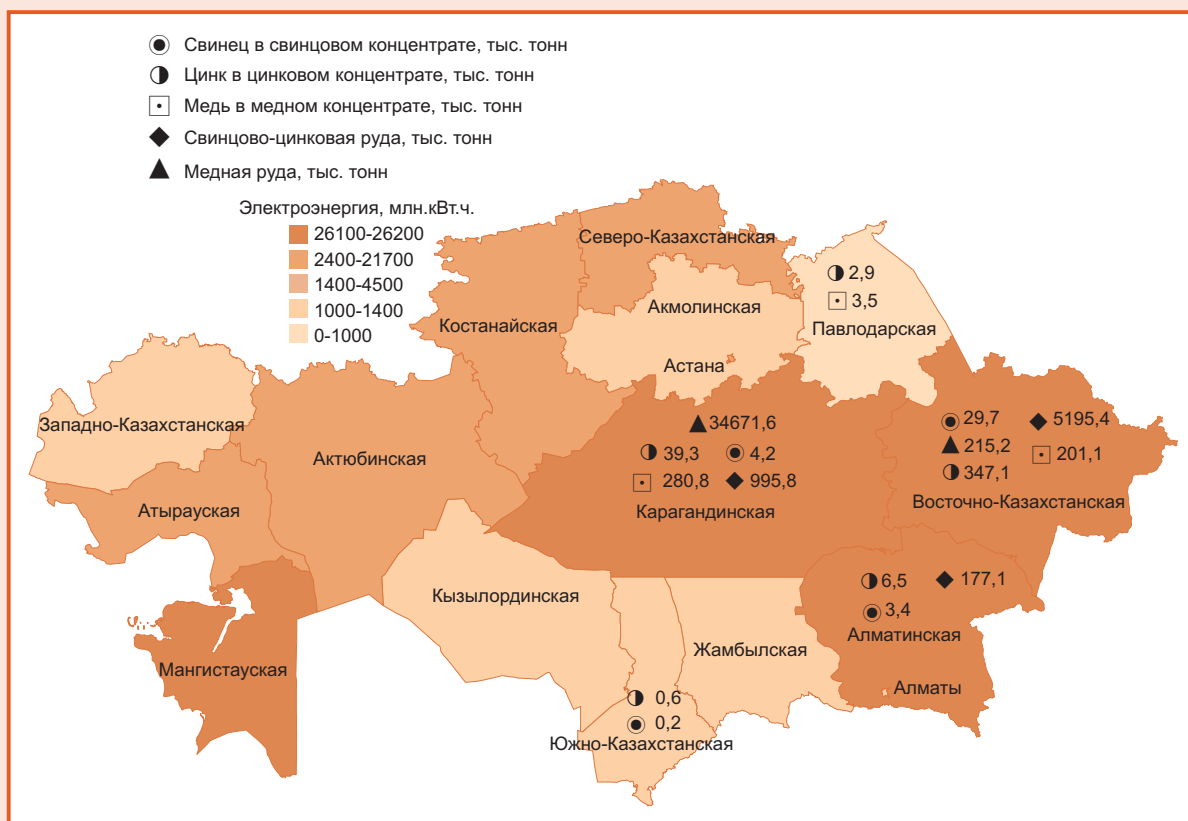 Свинец в свинцовом концентрате, тыс. тонн
Цинк в цинковом концентрате, тыс. тонн
Медь в медном концентрате, тыс. тонн
Свинцово-цинковая руда, тыс. тонн
Медная руда, тыс. тонн
Электроэнергия, млн.кВт.ч.
26100-26200
2400-21700
1400-4500
1000-1400
0-1000
Северо-Казахстанская
Костанайская
Акмолинская
Астана
2,9
3,5
Павлодарская
Западно-Казахстанская
Актюбинская
Атырауская
Мангистауская
34671,6
39,3
4,2
280,8
995,8
Карагандинская
29,7
5195,4
215,2
201,1
347,1
Восточно-Казахстанская
Кызылординская
Жамбылская
6,5
177,1
3,4
Алматинская
Алматы
0,6
0,2
Южно-Казахстанская